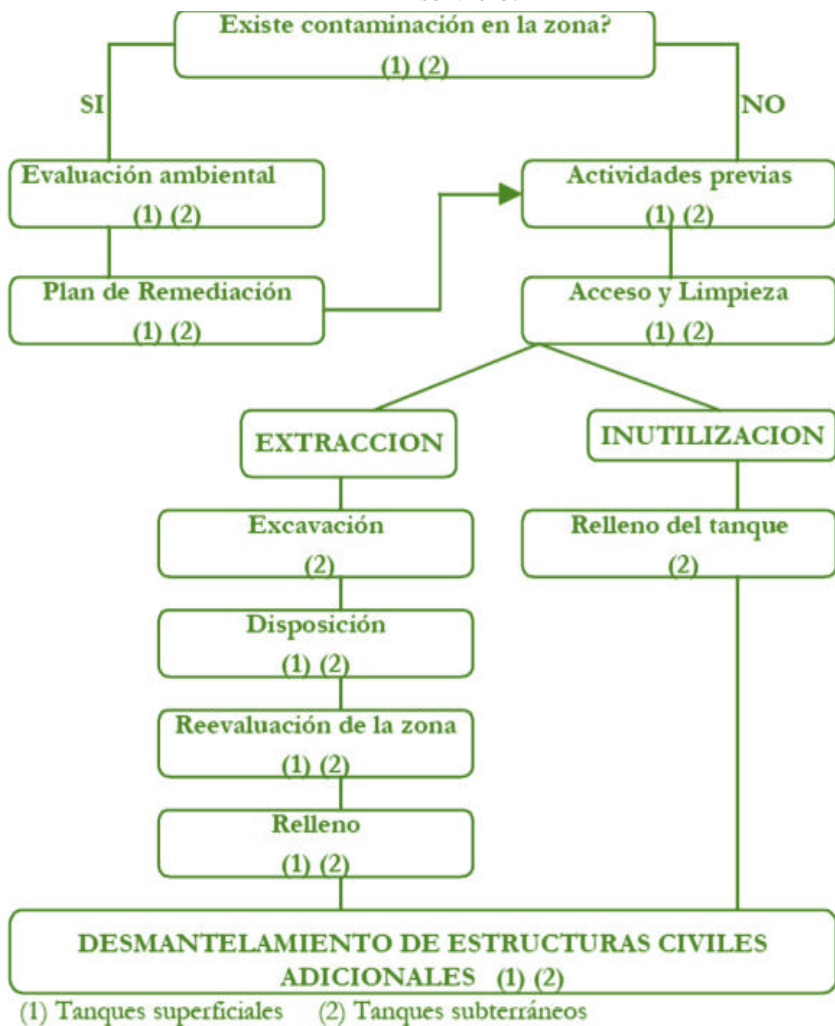 Existe contaminación en la zona?
(1) (2)
SI
NO
Evaluación ambiental
(1) (2)
Actividades previas
(1) (2)
Plan de Remediación
(1) (2)
Acceso y Limpieza
(1) (2)
EXTRACCION
INUTILIZACION
Excavación
(2)
Relleno del tanque
(2)
Disposición
(1) (2)
Reevaluación de la zona
(1) (2)
Relleno
(1) (2)
DESMANTELAMIENTO DE ESTRUCTURAS CIVILES
ADICIONALES (1) (2)
(1) Tanques superficiales (2) Tanques subterráneos